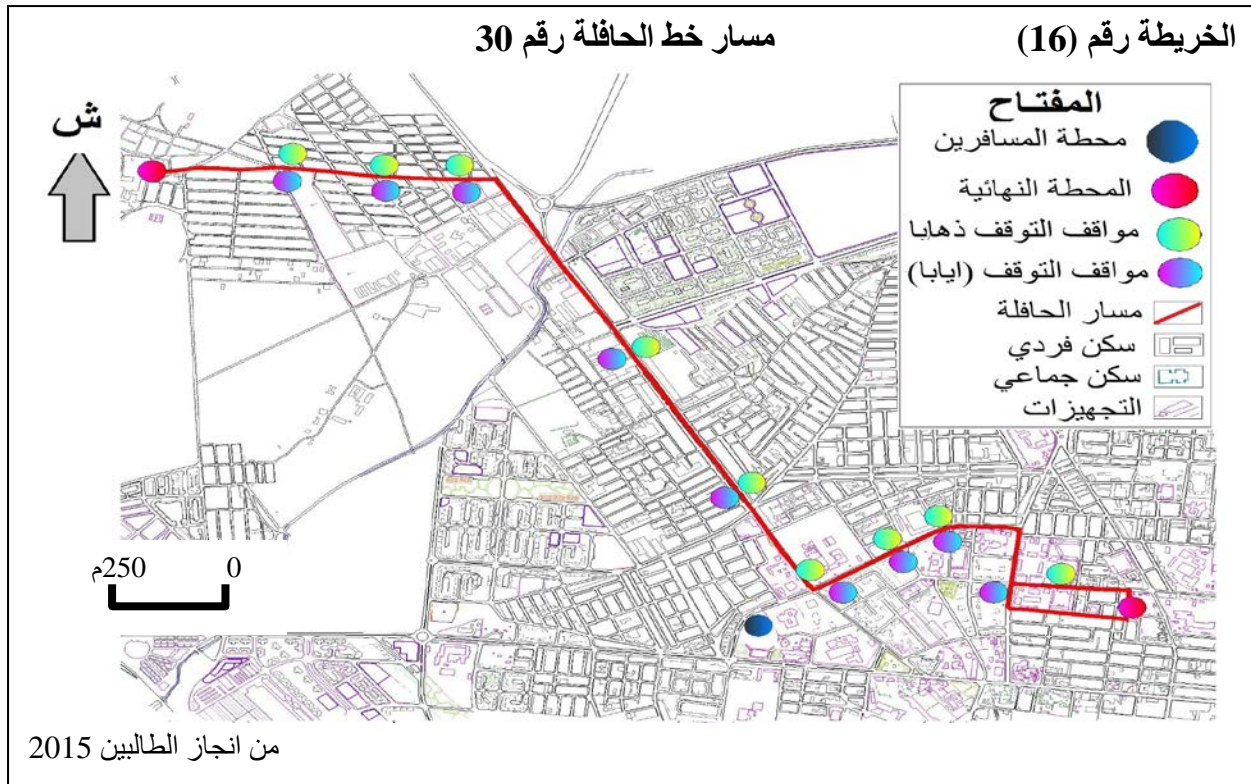 الخريطة رقم (16)
مسار خط الحافلة رقم 30
المفتـاح
محطة المسافرين
المحطة النهائية
مواقف التوقف ذهابا
مواقف التوقف (ايابا)
مسار الحافلة
سكن فردي
سكن جماعي
التجهيزات
ش
250م
0
من انجاز الطالبين 2015